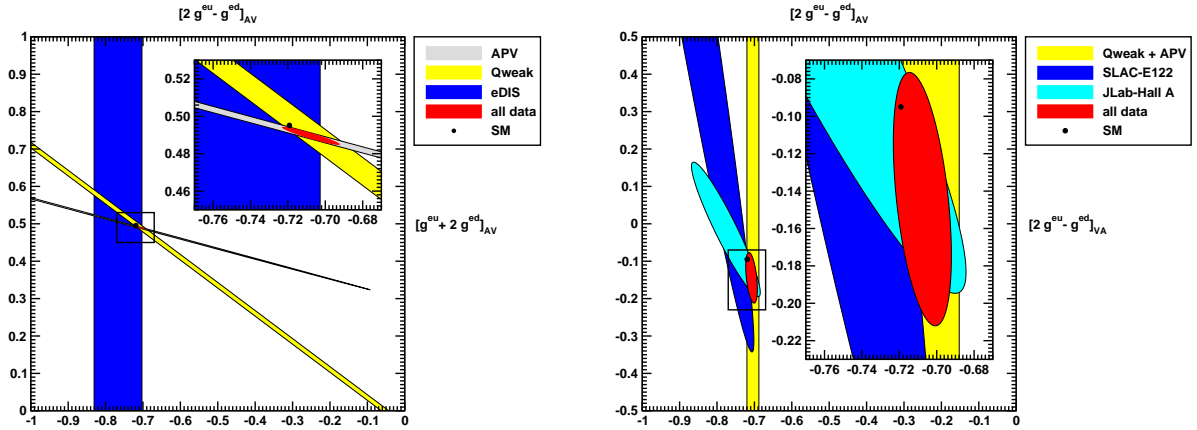 [2 g^eu - g^ed]_AV
1
0.9
0.8
0.7
0.6
0.5
0.4
0.3
0.2
0.1
0
-1 -0.9 -0.8 -0.7 -0.6 -0.5 -0.4 -0.3 -0.2 -0.1 0
0.52
0.50
0.48
0.46
-0.76 -0.74 -0.72 -0.70 -0.68
APV
Qweak
eDIS
all data
SM
[g^eu + 2 g^ed]_AV
[2 g^eu - g^ed]_AV
0.5
0.4
0.3
0.2
0.1
0
-0.1
-0.2
-0.3
-0.4
-0.5
-1 -0.9 -0.8 -0.7 -0.6 -0.5 -0.4 -0.3 -0.2 -0.1 0
-0.08
-0.10
-0.12
-0.14
-0.16
-0.18
-0.20
-0.22
-0.76 -0.74 -0.72 -0.70 -0.68
Qweak + APV
SLAC-E122
JLab-Hall A
all data
SM
[2 g^eu - g^ed]_VA